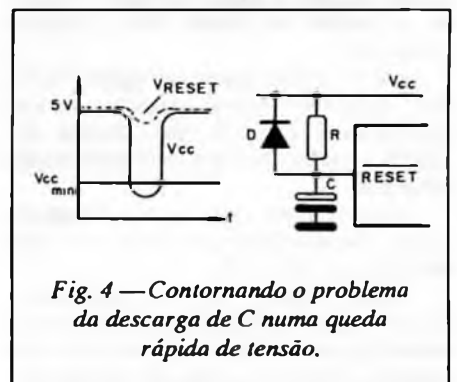 5V
VRESET
Vcc
Vcc
min
t
Vcc
D
R
C
RESET
Fig. 4 — Contornando o problema
da descarga de C numa queda
rápida de tensão.